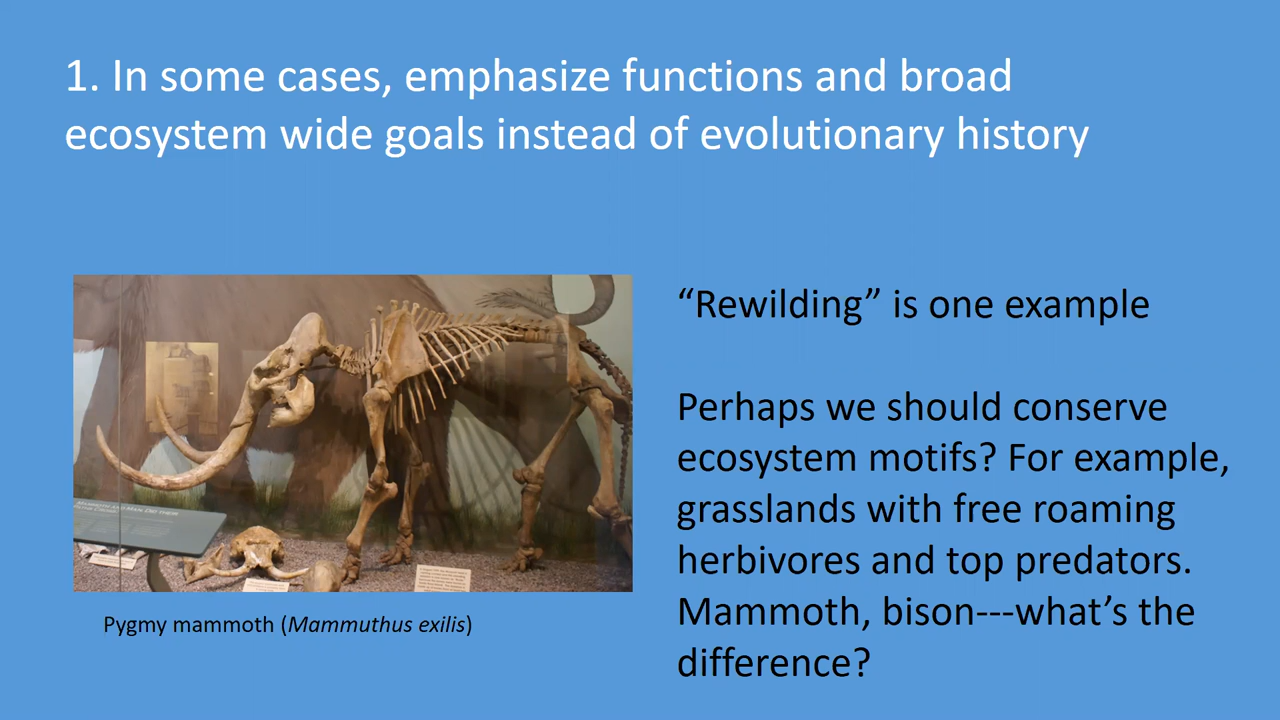 1. In some cases, emphasize functions and broad
ecosystem wide goals instead of evolutionary history
“Rewilding” is one example
Perhaps we should conserve
ecosystem motifs? For example,
grasslands with free roaming
herbivores and top predators.
Mammoth, bison---what’s the
difference?
Pygmy mammoth (Mammuthus exilis)